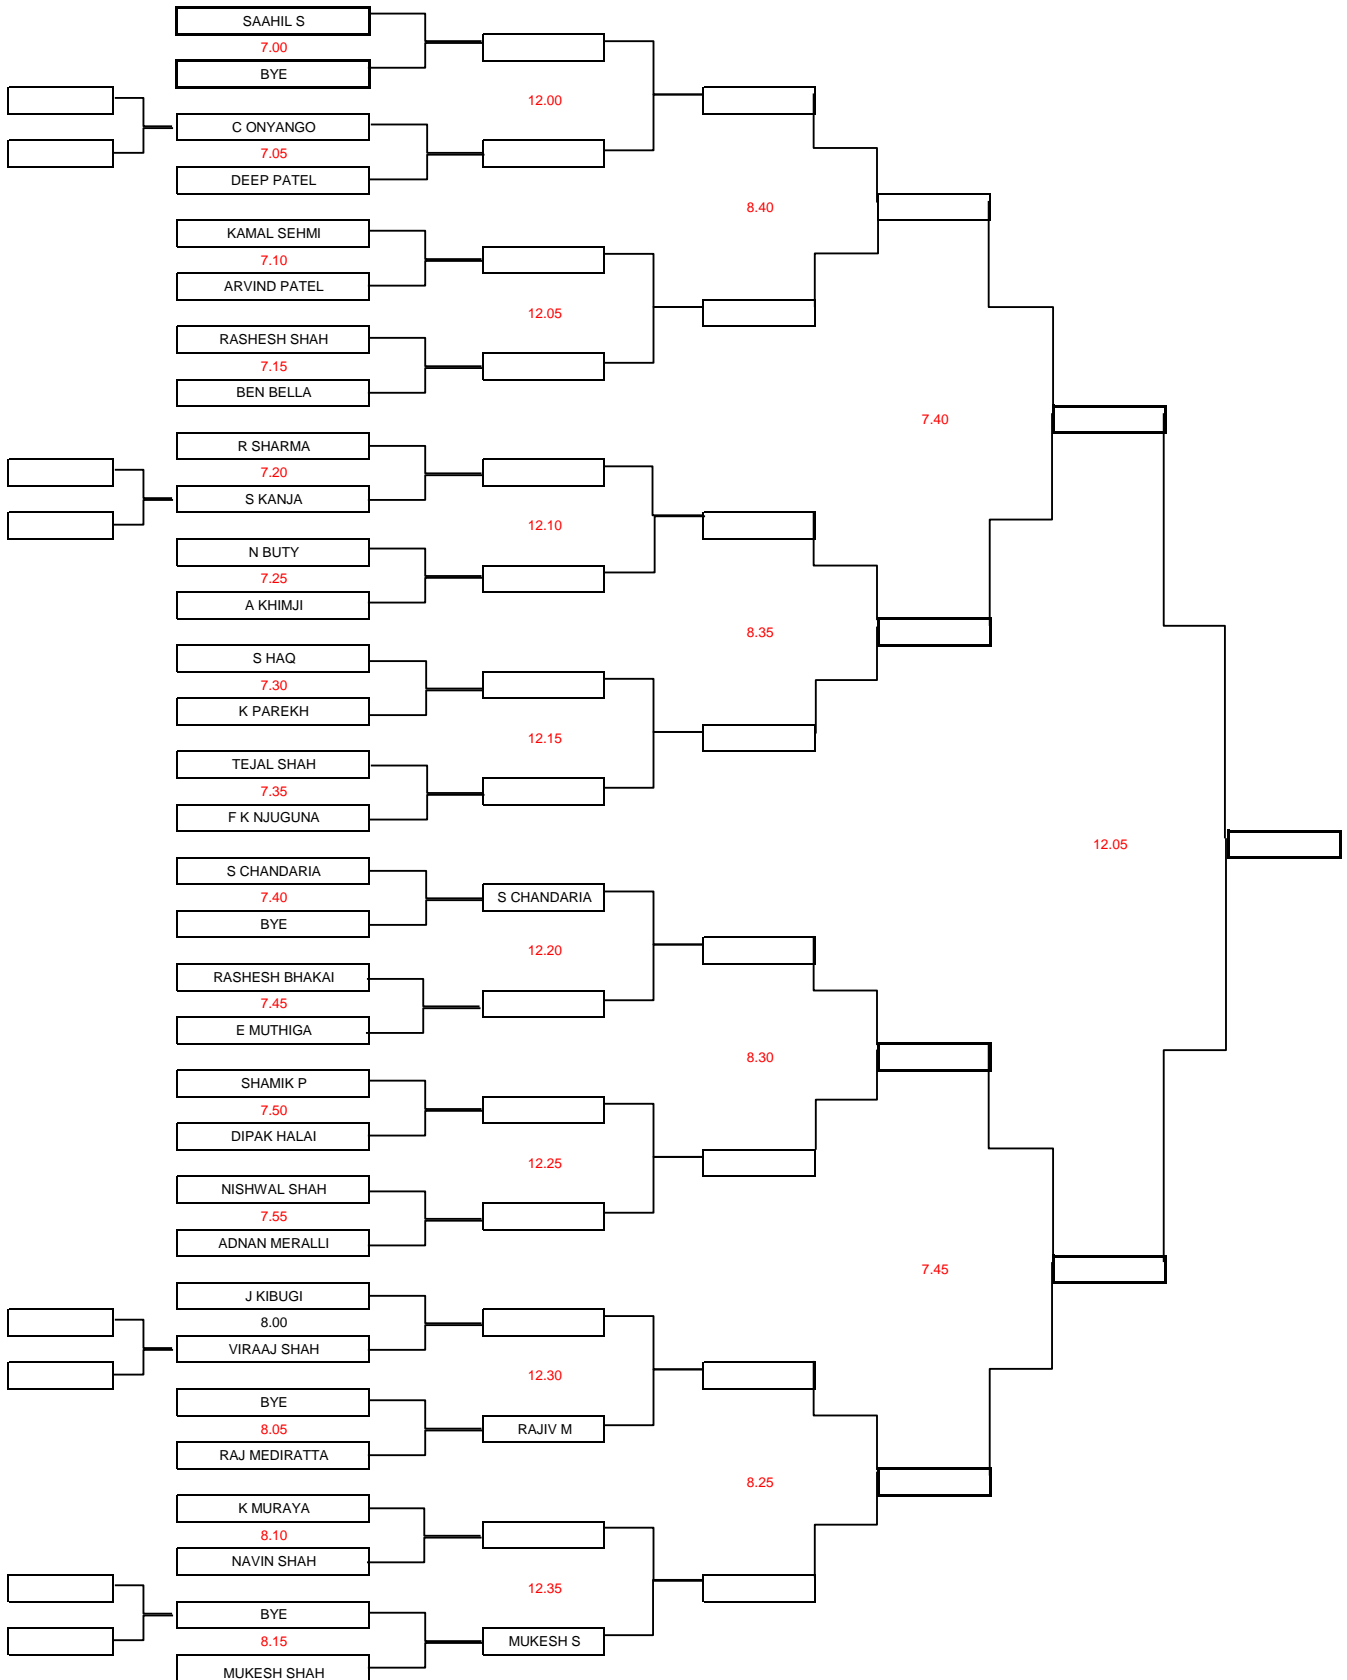 SAAHIL S
7.00
BYE
12.00
C ONYANGO
7.05
DEEP PATEL
8.40
KAMAL SEHMI
7.10
ARVIND PATEL
12.05
RASHESH SHAH
7.15
BEN BELLA
7.40
R SHARMA
7.20
S KANJA
12.10
N BUTY
7.25
A KHIMJI
8.35
S HAQ
7.30
K PAREKH
12.15
TEJAL SHAH
7.35
F K NJUGUNA
12.05
S CHANDARIA
7.40
S CHANDARIA
BYE
12.20
RASHESH BHAKAI
7.45
E MUTHIGA
8.30
SHAMIK P
7.50
DIPAK HALAI
12.25
NISHWAL SHAH
7.55
ADNAN MERALLI
7.45
J KIBUGI
8.00
VIRAAJ SHAH
12.30
BYE
8.05
RAJIV M
RAJ MEDIRATTA
8.25
K MURAYA
8.10
NAVIN SHAH
12.35
BYE
8.15
MUKESH S
MUKESH SHAH